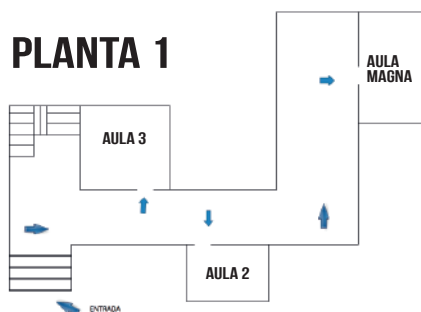 PLANTA 1
AULA
MAGNA
AULA 3
AULA 2
ENTRADA